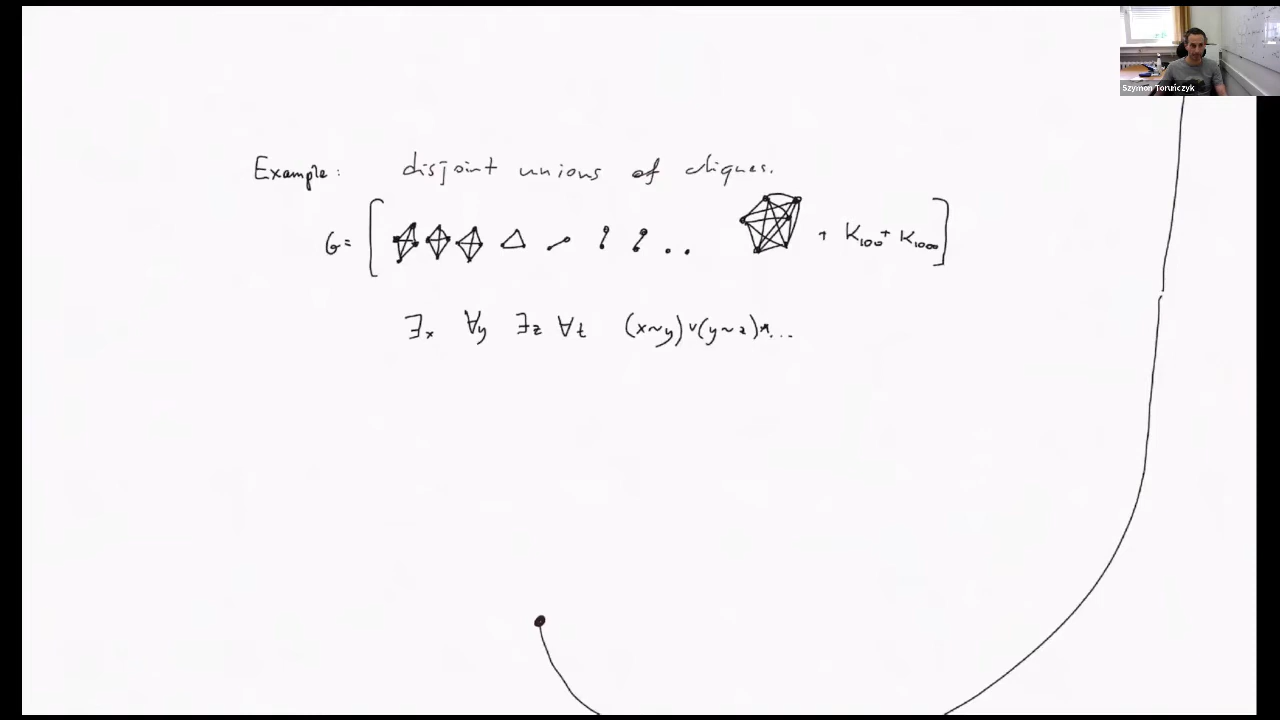 Szymon Toruńczyk
Example: disjoint unions of cliques.
G = [ + K₁₀₀ + K₁₀₀₀ ]
∃x ∀y ∃z ∀t (x~y)∨(y~z)∧...